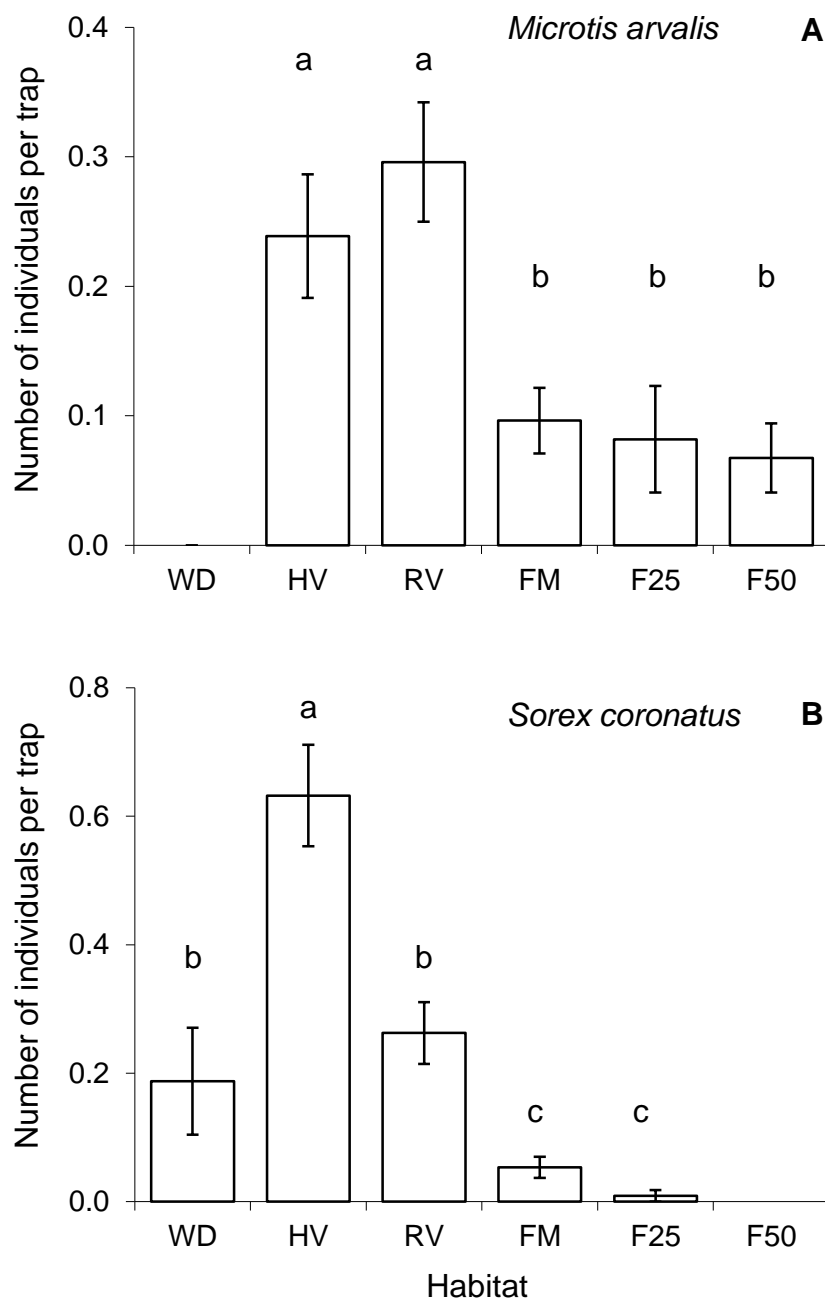 Microtis arvalis A
Number of individuals per trap
0.4
0.3
0.2
0.1
0.0
a a
b b b
WD HV RV FM F25 F50
Sorex coronatus B
Number of individuals per trap
0.8
0.6
0.4
0.2
0.0
a
b b
c c
WD HV RV FM F25 F50
Habitat